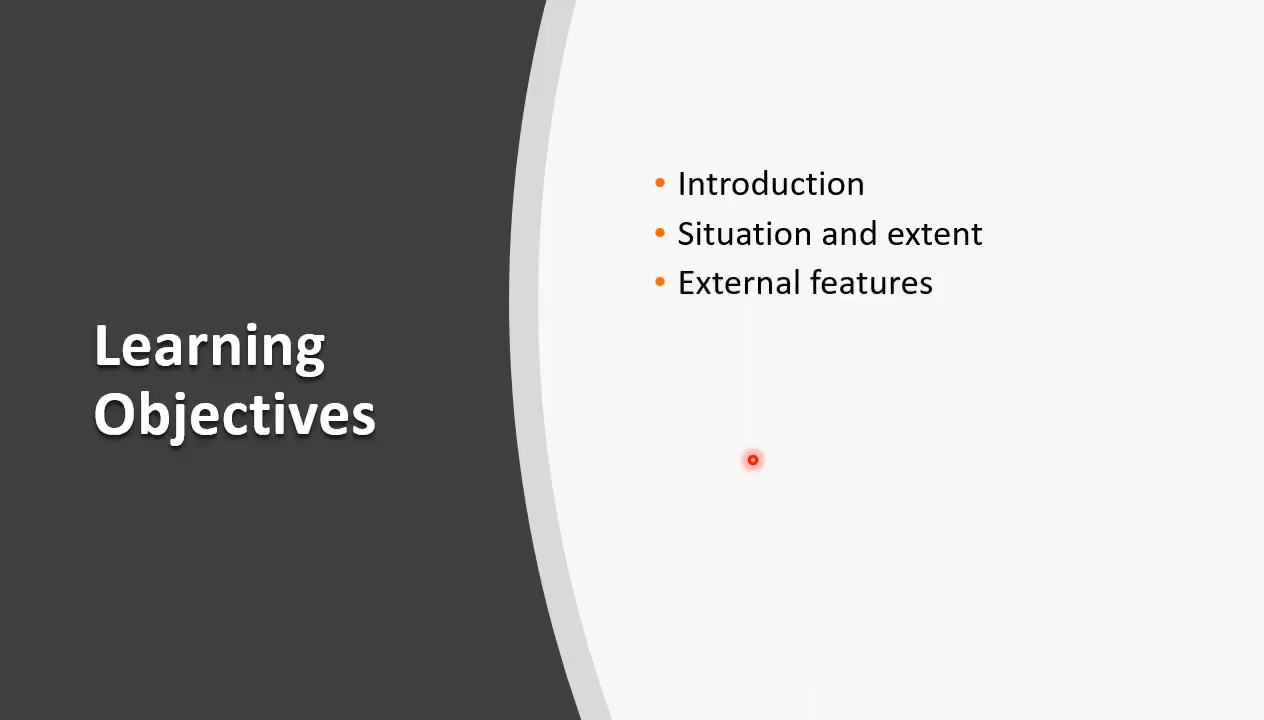 Learning
Objectives
• Introduction
• Situation and extent
• External features